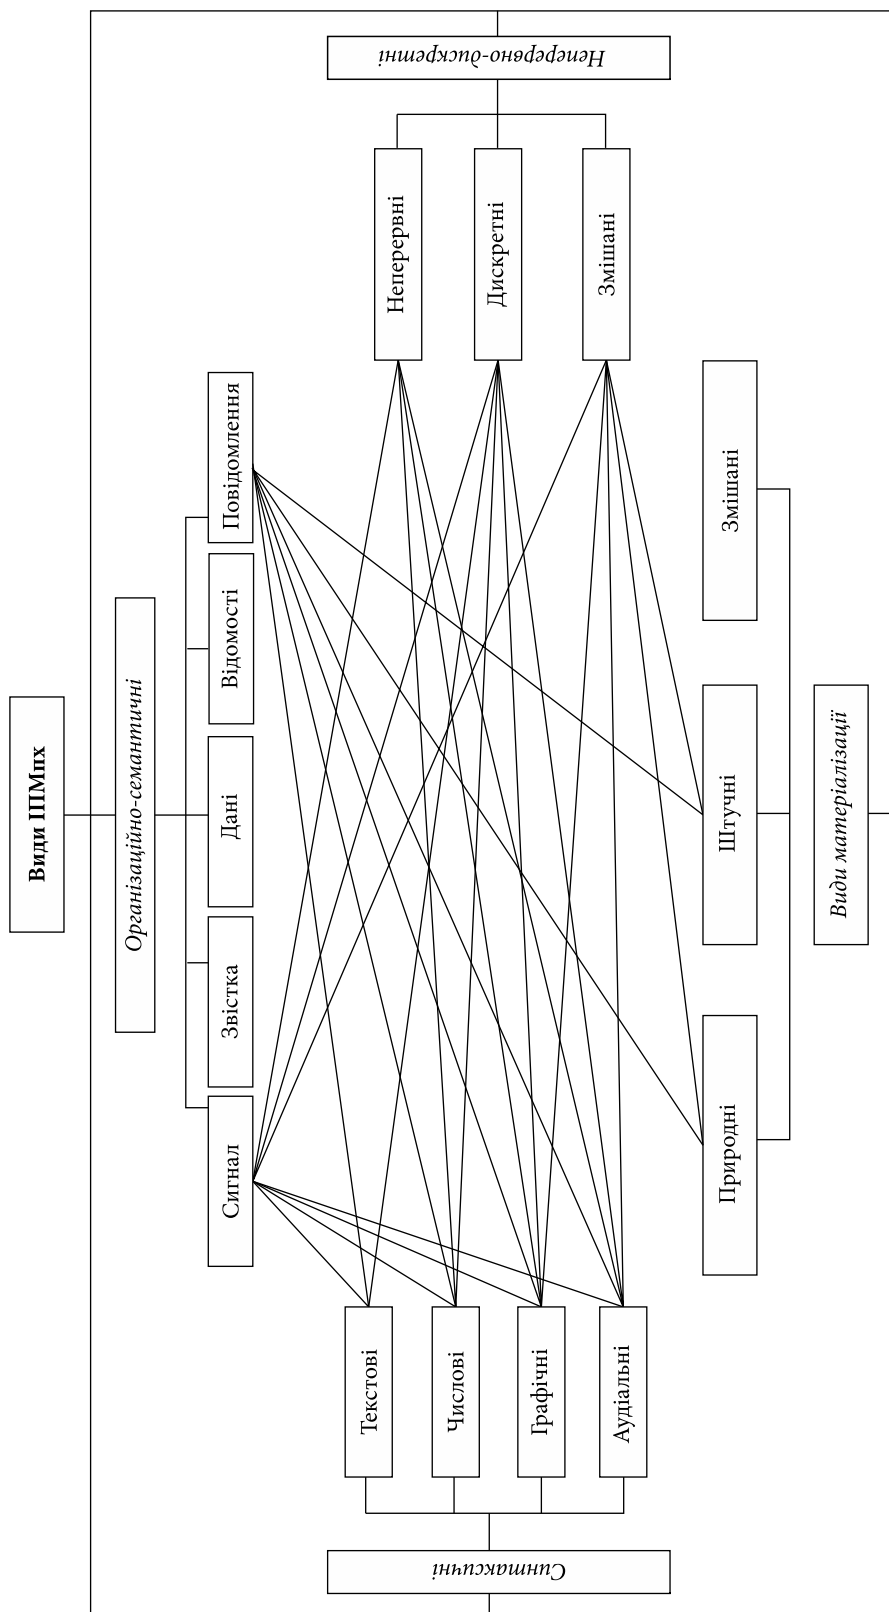 Види ІІІМпх
Організаційно-семантичні
Сигнал
Звістка
Дані
Відомості
Повідомлення
Синтаксичні
Текстові
Числові
Графічні
Аудіальні
Неперервно-дискретні
Неперервні
Дискретні
Змішані
Природні
Штучні
Змішані
Види матеріалізації